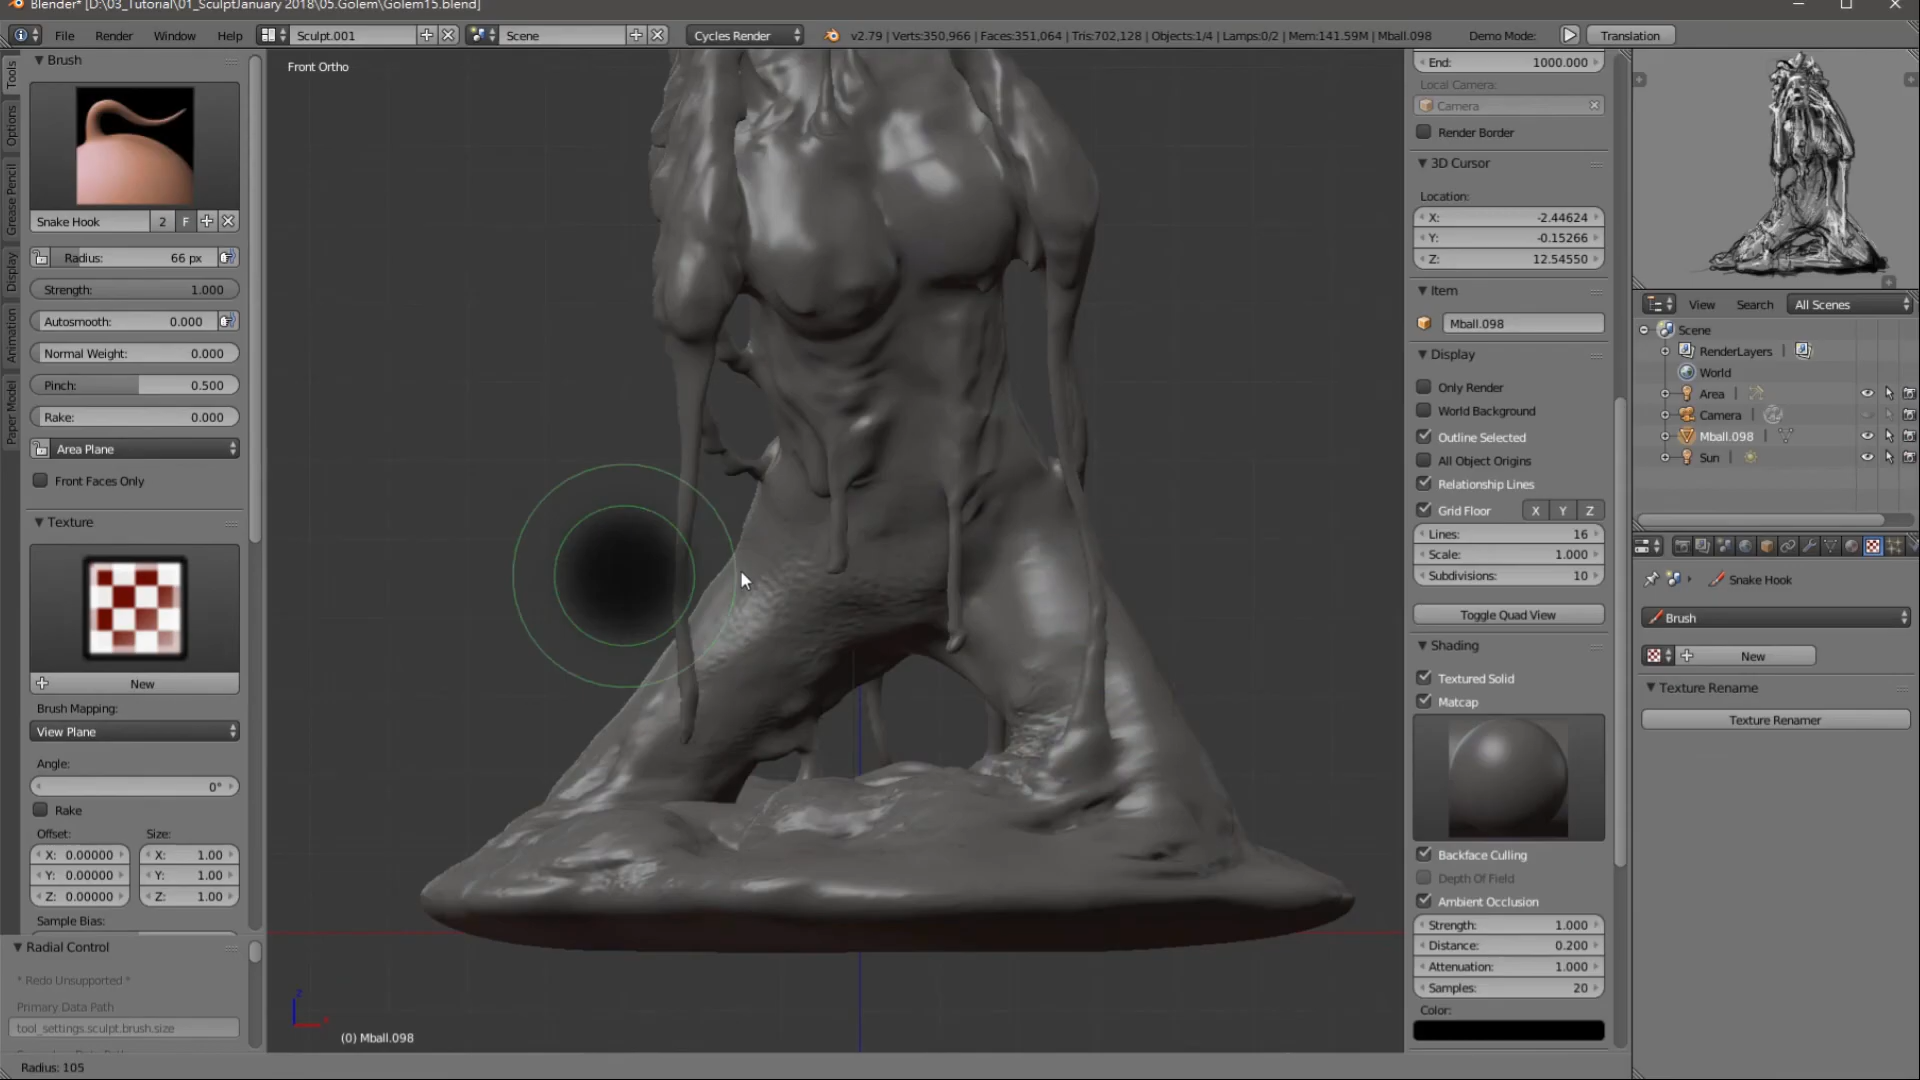 Blender* [D:\03_Tutorial\01_SculptJanuary 2018\05.Golem\Golem15.blend]
File Render Window Help Sculpt.001 Scene Cycles Render v2.79 | Verts:350,966 | Faces:351,064 | Tris:702,128 | Objects:1/4 | Lamps:0/2 | Mem:141.59M | Mball.098 Demo Mode: Translation
Tools
Options
Grease Pencil
Display
Animation
Paper Model
Brush
Snake Hook 2 F
Radius: 66 px
Strength: 1.000
Autosmooth: 0.000
Normal Weight: 0.000
Pinch: 0.500
Rake: 0.000
Area Plane
Front Faces Only
Texture
New
Brush Mapping:
View Plane
Angle:
0°
Rake
Offset: Size:
X: 0.00000 X: 1.00
Y: 0.00000 Y: 1.00
Z: 0.00000 Z: 1.00
Sample Bias:
Radial Control
* Redo Unsupported *
Primary Data Path
tool_settings.sculpt.brush.size
Radius: 105
Front Ortho
z
(0) Mball.098
End: 1000.000
Local Camera:
Camera
Render Border
3D Cursor
Location:
X: -2.44624
Y: -0.15266
Z: 12.54550
Item
Mball.098
Display
Only Render
World Background
Outline Selected
All Object Origins
Relationship Lines
Grid Floor X Y Z
Lines: 16
Scale: 1.000
Subdivisions: 10
Toggle Quad View
Shading
Textured Solid
Matcap
Backface Culling
Depth Of Field
Ambient Occlusion
Strength: 1.000
Distance: 0.200
Attenuation: 1.000
Samples: 20
Color:
View Search All Scenes
Scene
RenderLayers
World
Area
Camera
Mball.098
Sun
Snake Hook
Brush
New
Texture Rename
Texture Renamer